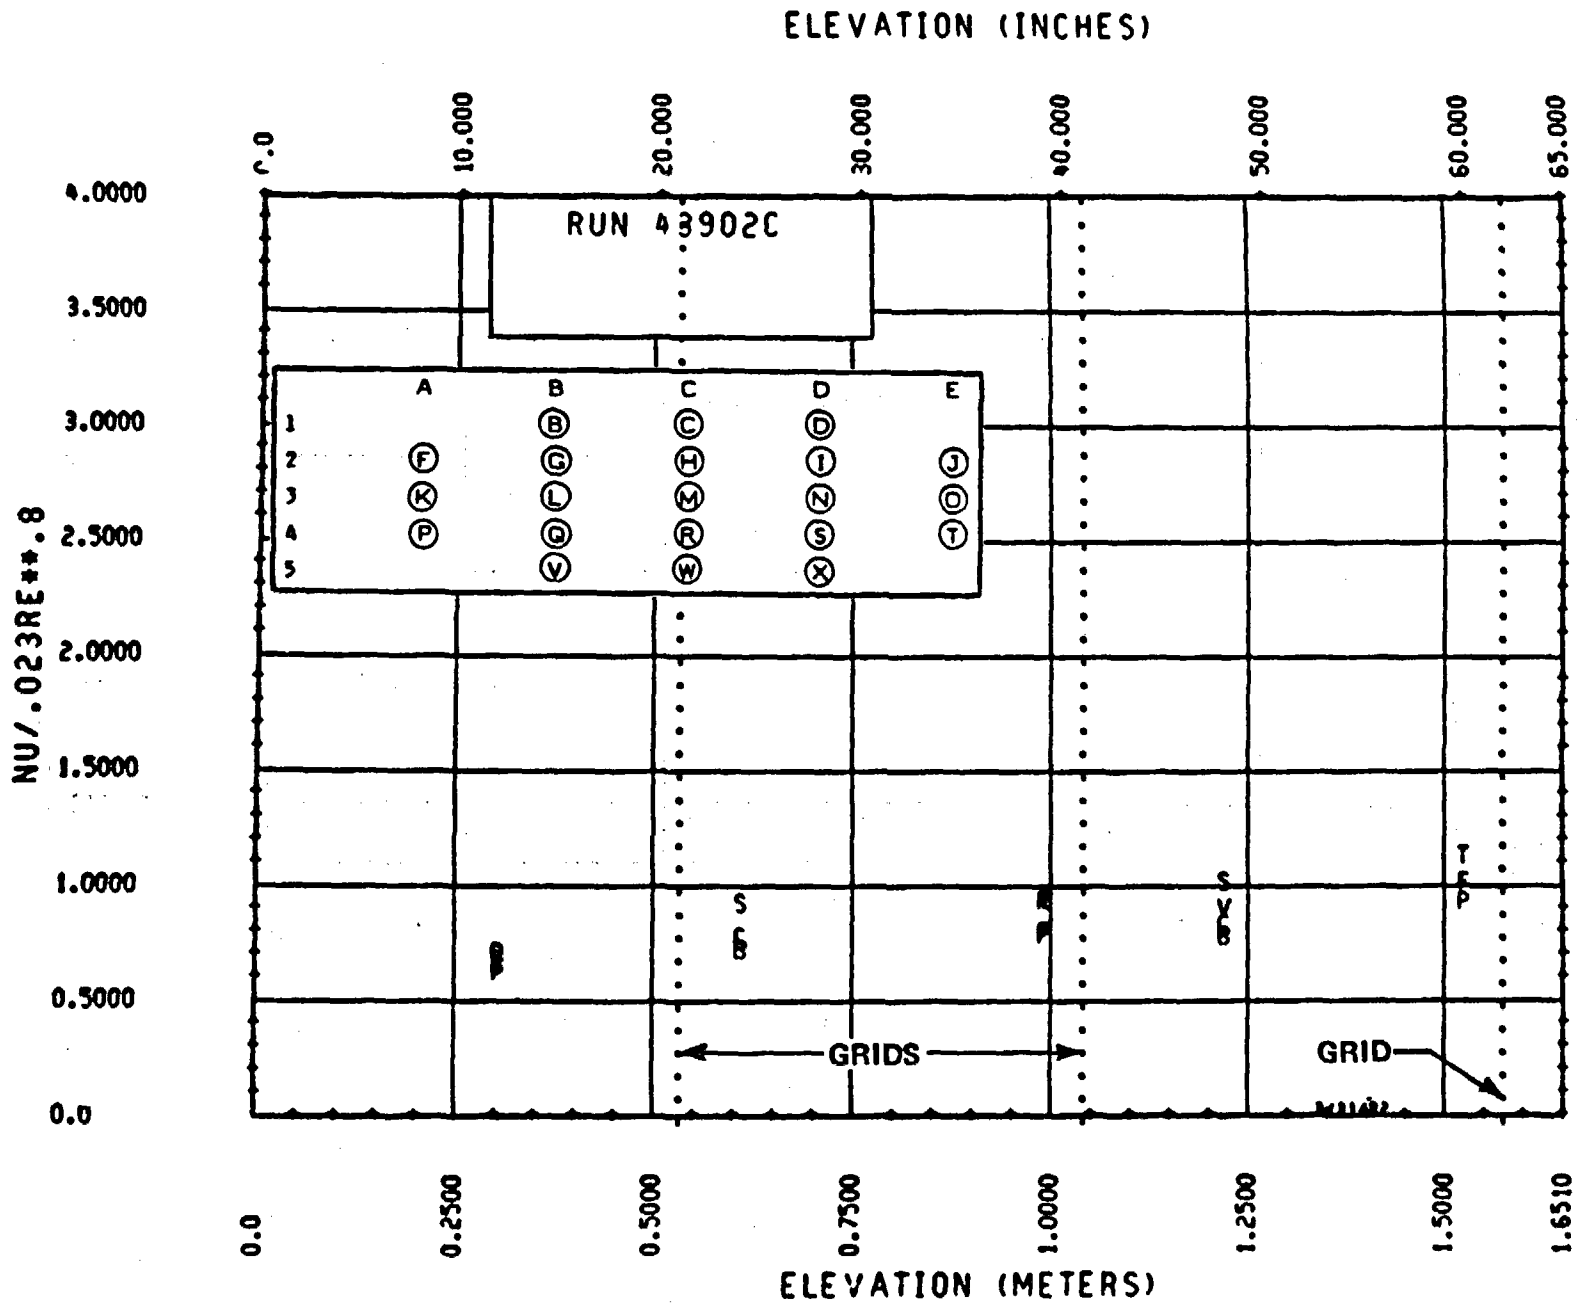 ELEVATION (INCHES)
0.0 10.000 20.000 30.000 40.000 50.000 60.000 65.000
4.0000
RUN 43902C
3.5000
A B C D E
3.0000
1 B C D
2 F G H I J
3 K L M N O
4 P Q R S T
2.5000
5 V W X
NU/.023RE**.8
2.0000
1.5000
T
1.0000
S
P
S
V
0.5000
GRIDS
GRID
0.0
0.0 0.2500 0.5000 0.7500 1.0000 1.2500 1.5000 1.6510
ELEVATION (METERS)